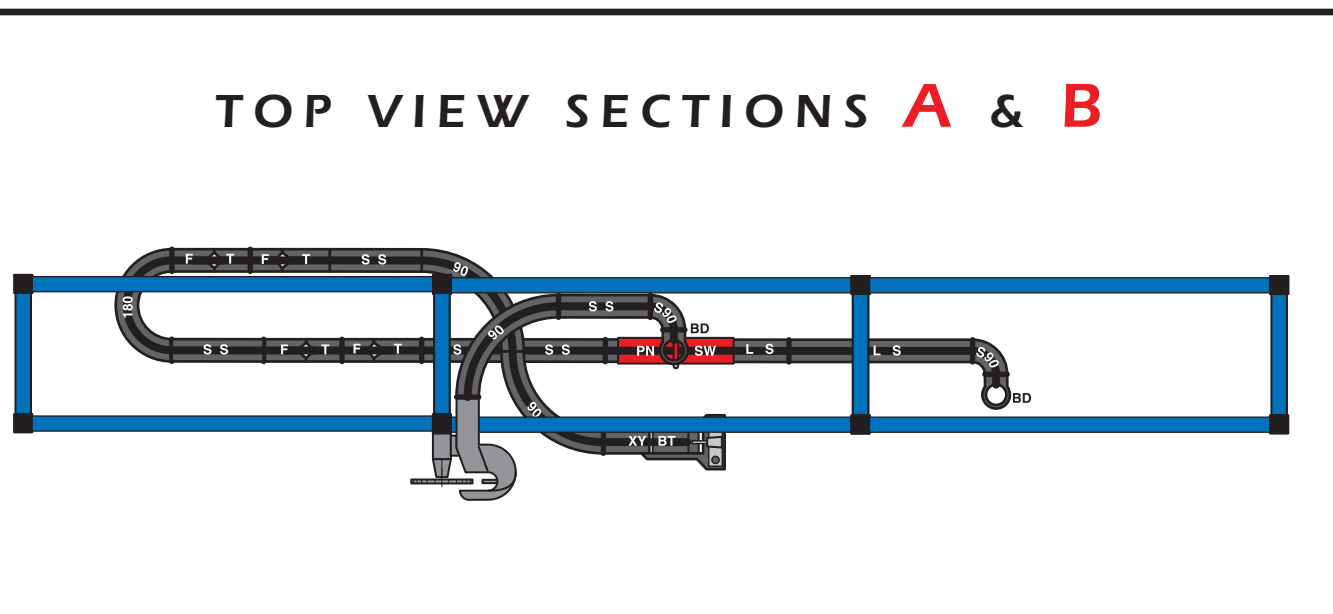 TOP VIEW SECTIONS A & B
F T F T S S 90
180
S S 90 S90 BD
S S F T F T S S S PN SW L S L S S90
BD
90
XY BT